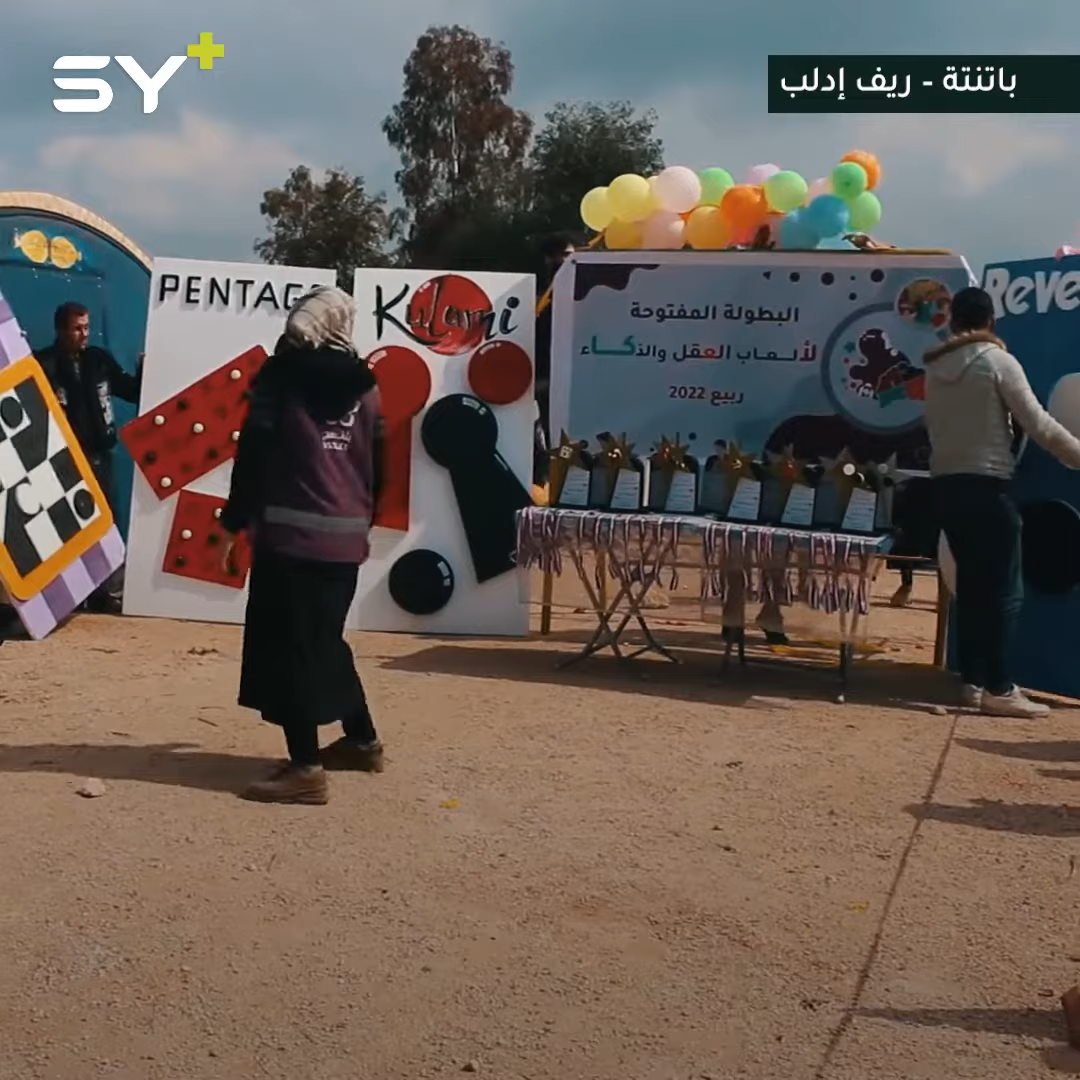 SY+
باتنتة - ريف إدلب
PENTAG
Kulami
البطولة المفتوحة
لألعاب العقل والذكاء
ربيع 2022
Reve